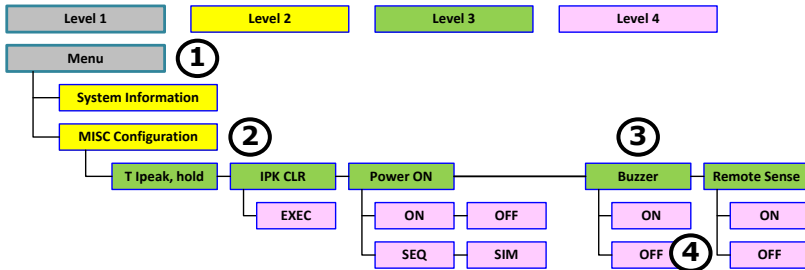 Level 1 Level 2 Level 3 Level 4
Menu 1
System Information
MISC Configuration 2 3
T Ipeak, hold IPK CLR Power ON Buzzer Remote Sense
EXEC ON OFF ON ON
SEQ SIM OFF 4 OFF